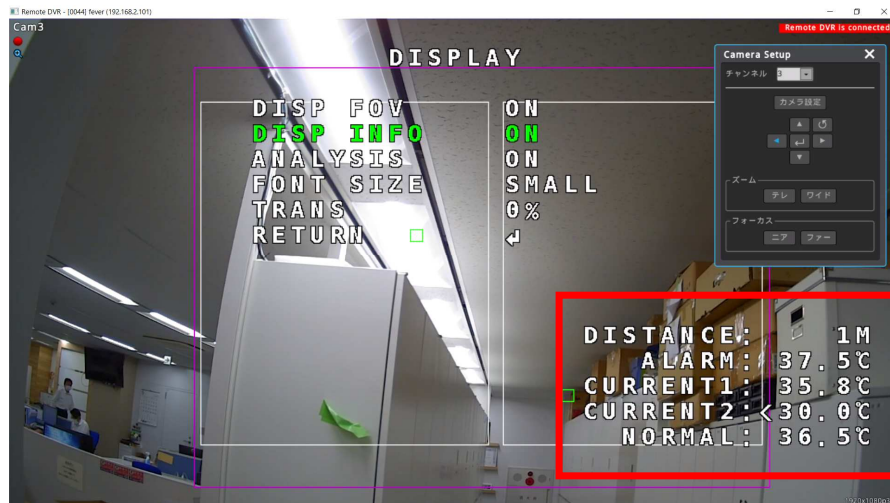 Remote DVR - [0044] fever (192.168.2.101)
Cam3
Remote DVR is connected
DISPLAY
DISP FOV ON
DISP INFO ON
ANALYSIS ON
FONT SIZE SMALL
TRANS 0%
RETURN ↲
Camera Setup
チャンネル 3
カメラ設定
ズーム
テレ ワイド
フォーカス
ニア ファー
DISTANCE: 1M
ALARM: 37.5℃
CURRENT1: 35.8℃
CURRENT2:<30.0℃
NORMAL: 36.5℃
1920x1080p